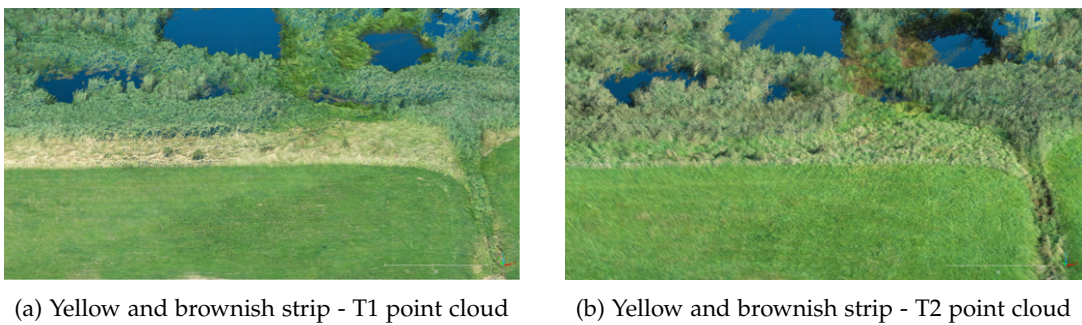 (a) Yellow and brownish strip - T1 point cloud
(b) Yellow and brownish strip - T2 point cloud